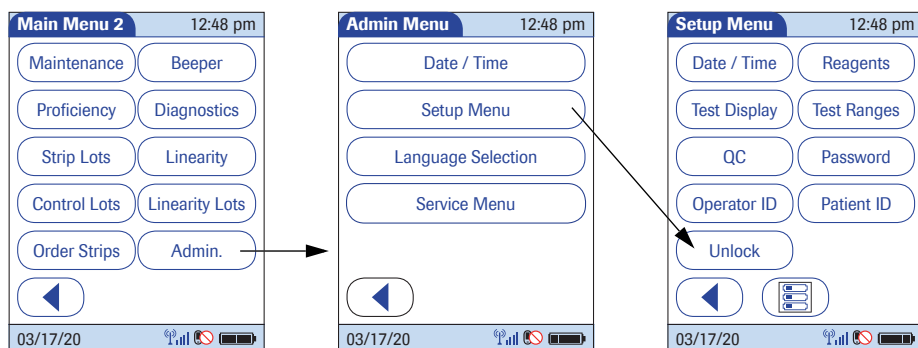 Main Menu 2 12:48 pm
Maintenance Beeper
Proficiency Diagnostics
Strip Lots Linearity
Control Lots Linearity Lots
Order Strips Admin.
03/17/20
Admin Menu 12:48 pm
Date / Time
Setup Menu
Language Selection
Service Menu
03/17/20
Setup Menu 12:48 pm
Date / Time Reagents
Test Display Test Ranges
QC Password
Operator ID Patient ID
Unlock
03/17/20